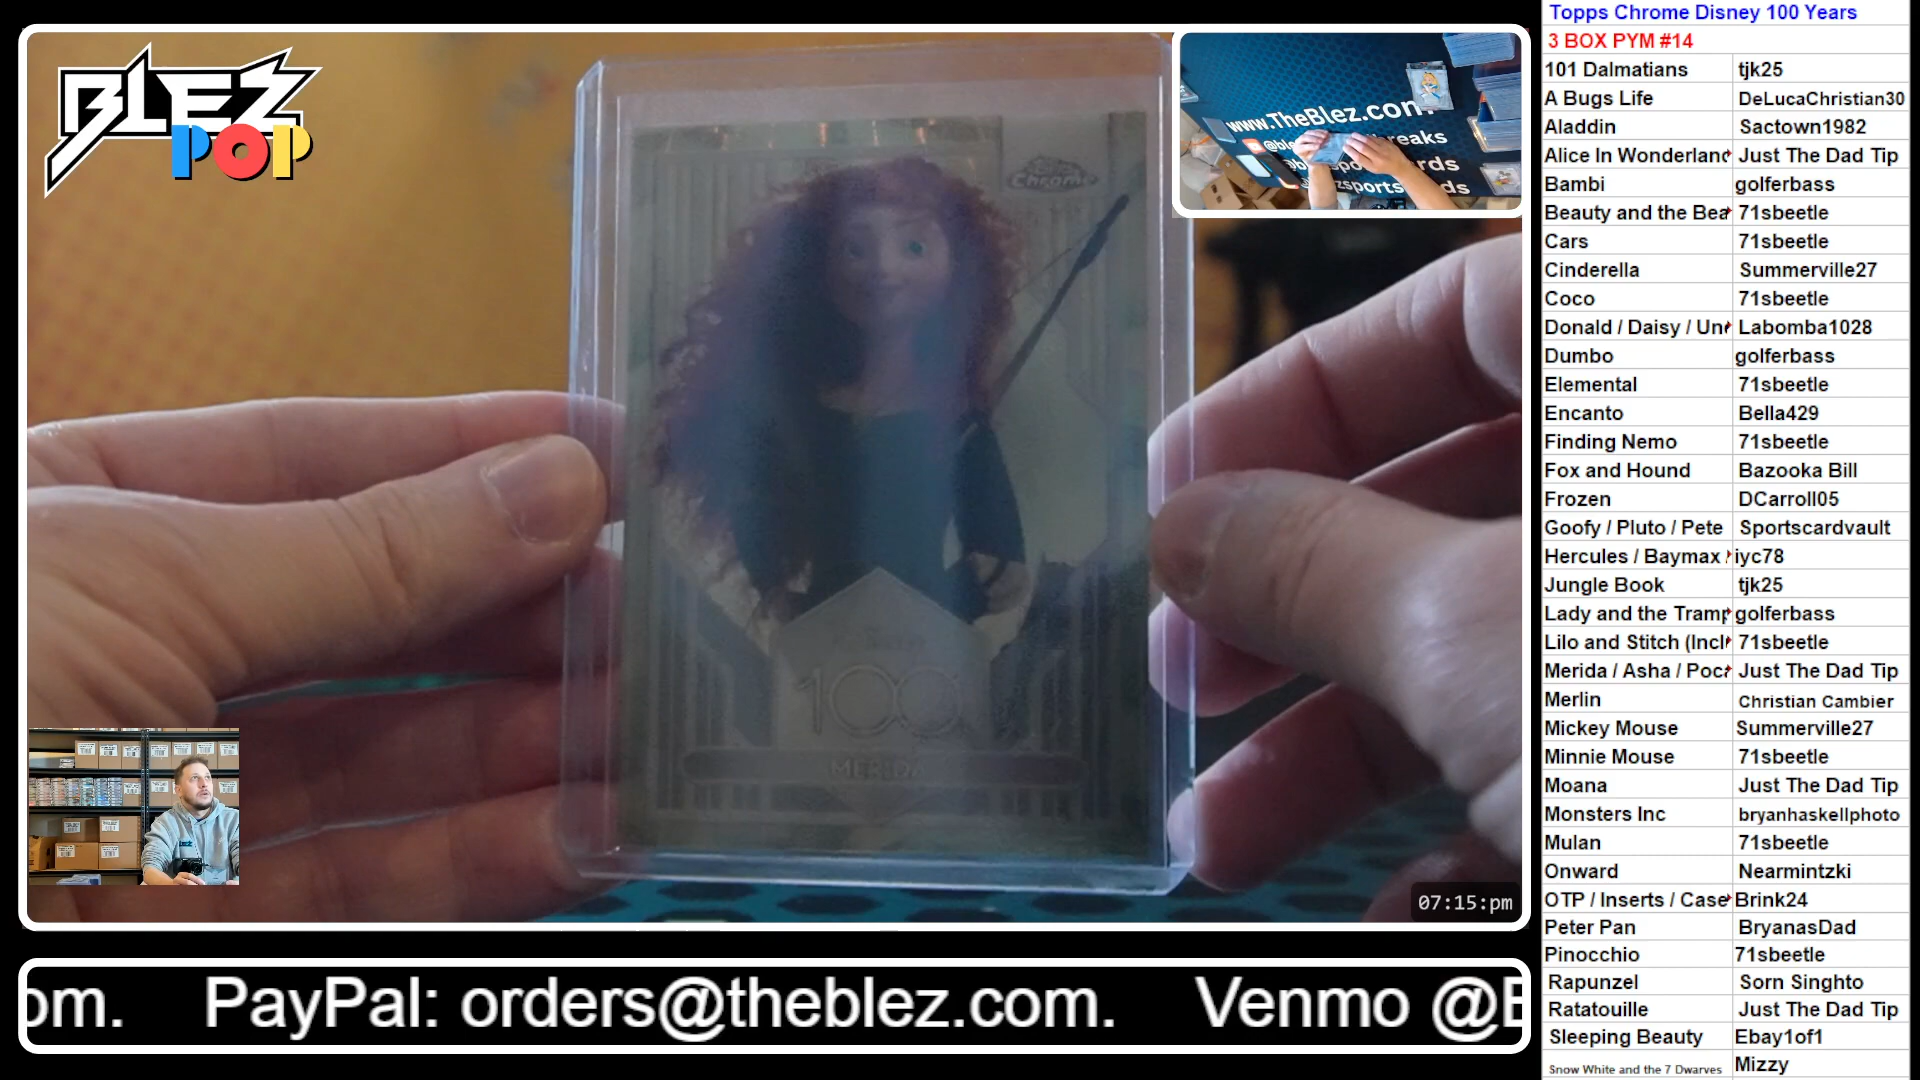 BLEZ
POP
Chrome
100
MERIDA
www.TheBlez.com
07:15:pm
om. PayPal: orders@theblez.com. Venmo @
Topps Chrome Disney 100 Years
3 BOX PYM #14
101 Dalmatians tjk25
A Bugs Life DeLucaChristian30
Aladdin Sactown1982
Alice In Wonderland Just The Dad Tip
Bambi golferbass
Beauty and the Bea 71sbeetle
Cars 71sbeetle
Cinderella Summerville27
Coco 71sbeetle
Donald / Daisy / Un Labomba1028
Dumbo golferbass
Elemental 71sbeetle
Encanto Bella429
Finding Nemo 71sbeetle
Fox and Hound Bazooka Bill
Frozen DCarroll05
Goofy / Pluto / Pete Sportscardvault
Hercules / Baymax / iyc78
Jungle Book tjk25
Lady and the Tramp golferbass
Lilo and Stitch (Incl 71sbeetle
Merida / Asha / Poca Just The Dad Tip
Merlin Christian Cambier
Mickey Mouse Summerville27
Minnie Mouse 71sbeetle
Moana Just The Dad Tip
Monsters Inc bryanhaskellphoto
Mulan 71sbeetle
Onward Nearmintzki
OTP / Inserts / Case Brink24
Peter Pan BryanasDad
Pinocchio 71sbeetle
Rapunzel Sorn Singhto
Ratatouille Just The Dad Tip
Sleeping Beauty Ebay1of1
Snow White and the 7 Dwarves Mizzy